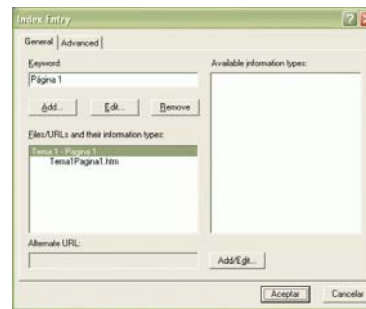 Index Entry
General Advanced
Keyword:
Página 1
Add... Edit... Remove
Files/URLs and their information types:
Tema 1 - Pagina 1
Tema1Pagina1.htm
Alternate URL:
Available information types:
Add/Edit...
Aceptar Cancelar